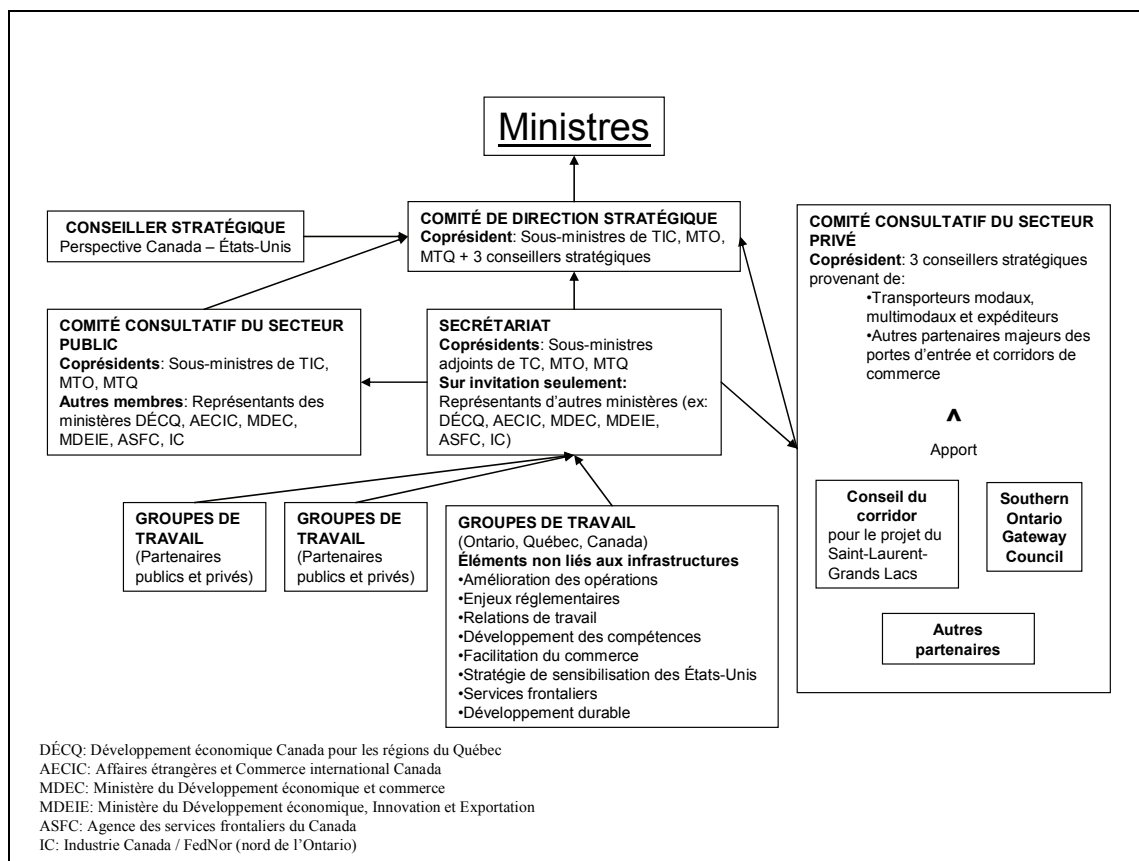 Ministres
CONSEILLER STRATÉGIQUE
Perspective Canada – États-Unis
COMITÉ DE DIRECTION STRATÉGIQUE
Coprésident: Sous-ministres de TIC, MTO,
MTQ + 3 conseillers stratégiques
COMITÉ CONSULTATIF DU SECTEUR
PUBLIC
Coprésidents: Sous-ministres de TIC,
MTO, MTQ
Autres membres: Représentants des
ministères DÉCQ, AECIC, MDEC,
MDEIE, ASFC, IC
SECRÉTARIAT
Coprésidents: Sous-ministres
adjoints de TC, MTO, MTQ
Sur invitation seulement:
Représentants d’autres ministères (ex:
DÉCQ, AECIC, MDEC, MDEIE,
ASFC, IC)
COMITÉ CONSULTATIF DU SECTEUR
PRIVÉ
Coprésident: 3 conseillers stratégiques
provenant de:
•Transporteurs modaux,
multimodaux et expéditeurs
•Autres partenaires majeurs des
portes d’entrée et corridors de
commerce
Apport
Conseil du
corridor
pour le projet du
Saint-Laurent-
Grands Lacs
Southern
Ontario
Gateway
Council
Autres
partenaires
GROUPES DE
TRAVAIL
(Partenaires
publics et privés)
GROUPES DE
TRAVAIL
(Partenaires
publics et privés)
GROUPES DE TRAVAIL
(Ontario, Québec, Canada)
Éléments non liés aux infrastructures
•Amélioration des opérations
•Enjeux réglementaires
•Relations de travail
•Développement des compétences
•Facilitation du commerce
•Stratégie de sensibilisation des États-Unis
•Services frontaliers
•Développement durable
DÉCQ: Développement économique Canada pour les régions du Québec
AECIC: Affaires étrangères et Commerce international Canada
MDEC: Ministère du Développement économique et commerce
MDEIE: Ministère du Développement économique, Innovation et Exportation
ASFC: Agence des services frontaliers du Canada
IC: Industrie Canada / FedNor (nord de l’Ontario)